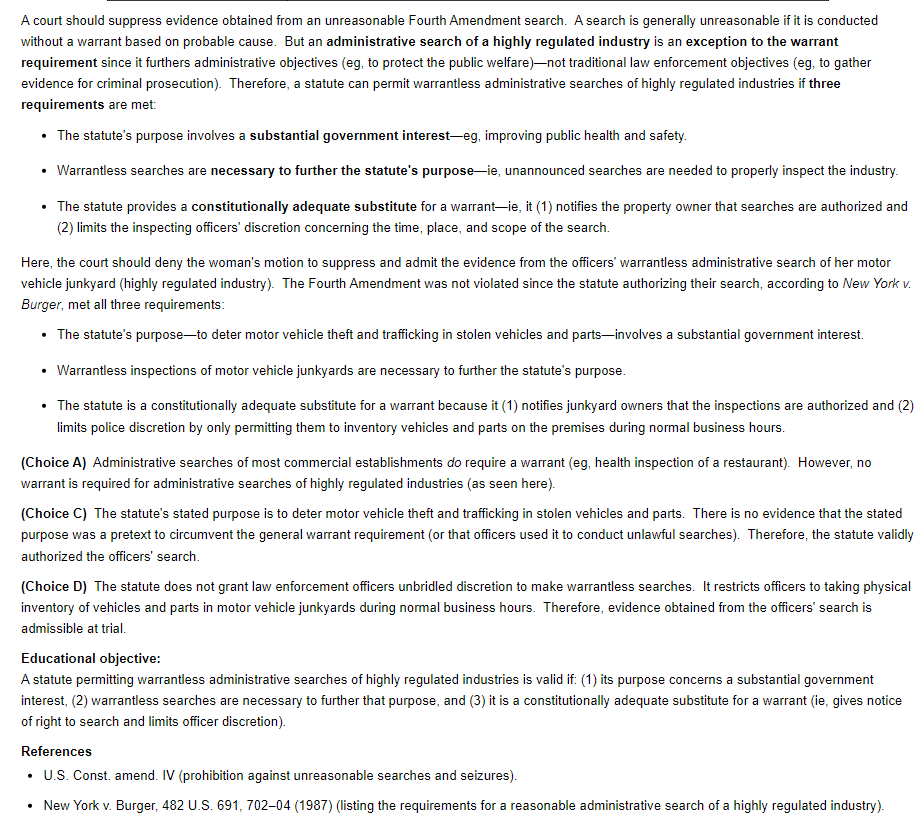 A court should suppress evidence obtained from an unreasonable Fourth Amendment search. A search is generally unreasonable if it is conducted
without a warrant based on probable cause. But an administrative search of a highly regulated industry is an exception to the warrant
requirement since it furthers administrative objectives (eg, to protect the public welfare)—not traditional law enforcement objectives (eg, to gather
evidence for criminal prosecution). Therefore, a statute can permit warrantless administrative searches of highly regulated industries if three
requirements are met:
• The statute's purpose involves a substantial government interest—eg, improving public health and safety.
• Warrantless searches are necessary to further the statute's purpose—ie, unannounced searches are needed to properly inspect the industry.
• The statute provides a constitutionally adequate substitute for a warrant—ie, it (1) notifies the property owner that searches are authorized and
(2) limits the inspecting officers' discretion concerning the time, place, and scope of the search.
Here, the court should deny the woman's motion to suppress and admit the evidence from the officers' warrantless administrative search of her motor
vehicle junkyard (highly regulated industry). The Fourth Amendment was not violated since the statute authorizing their search, according to New York v.
Burger, met all three requirements:
• The statute's purpose—to deter motor vehicle theft and trafficking in stolen vehicles and parts—involves a substantial government interest.
• Warrantless inspections of motor vehicle junkyards are necessary to further the statute's purpose.
• The statute is a constitutionally adequate substitute for a warrant because it (1) notifies junkyard owners that the inspections are authorized and (2)
limits police discretion by only permitting them to inventory vehicles and parts on the premises during normal business hours.
(Choice A) Administrative searches of most commercial establishments do require a warrant (eg, health inspection of a restaurant). However, no
warrant is required for administrative searches of highly regulated industries (as seen here).
(Choice C) The statute's stated purpose is to deter motor vehicle theft and trafficking in stolen vehicles and parts. There is no evidence that the stated
purpose was a pretext to circumvent the general warrant requirement (or that officers used it to conduct unlawful searches). Therefore, the statute validly
authorized the officers' search.
(Choice D) The statute does not grant law enforcement officers unbridled discretion to make warrantless searches. It restricts officers to taking physical
inventory of vehicles and parts in motor vehicle junkyards during normal business hours. Therefore, evidence obtained from the officers' search is
admissible at trial.
Educational objective:
A statute permitting warrantless administrative searches of highly regulated industries is valid if: (1) its purpose concerns a substantial government
interest, (2) warrantless searches are necessary to further that purpose, and (3) it is a constitutionally adequate substitute for a warrant (ie, gives notice
of right to search and limits officer discretion).
References
• U.S. Const. amend. IV (prohibition against unreasonable searches and seizures).
• New York v. Burger, 482 U.S. 691, 702–04 (1987) (listing the requirements for a reasonable administrative search of a highly regulated industry).